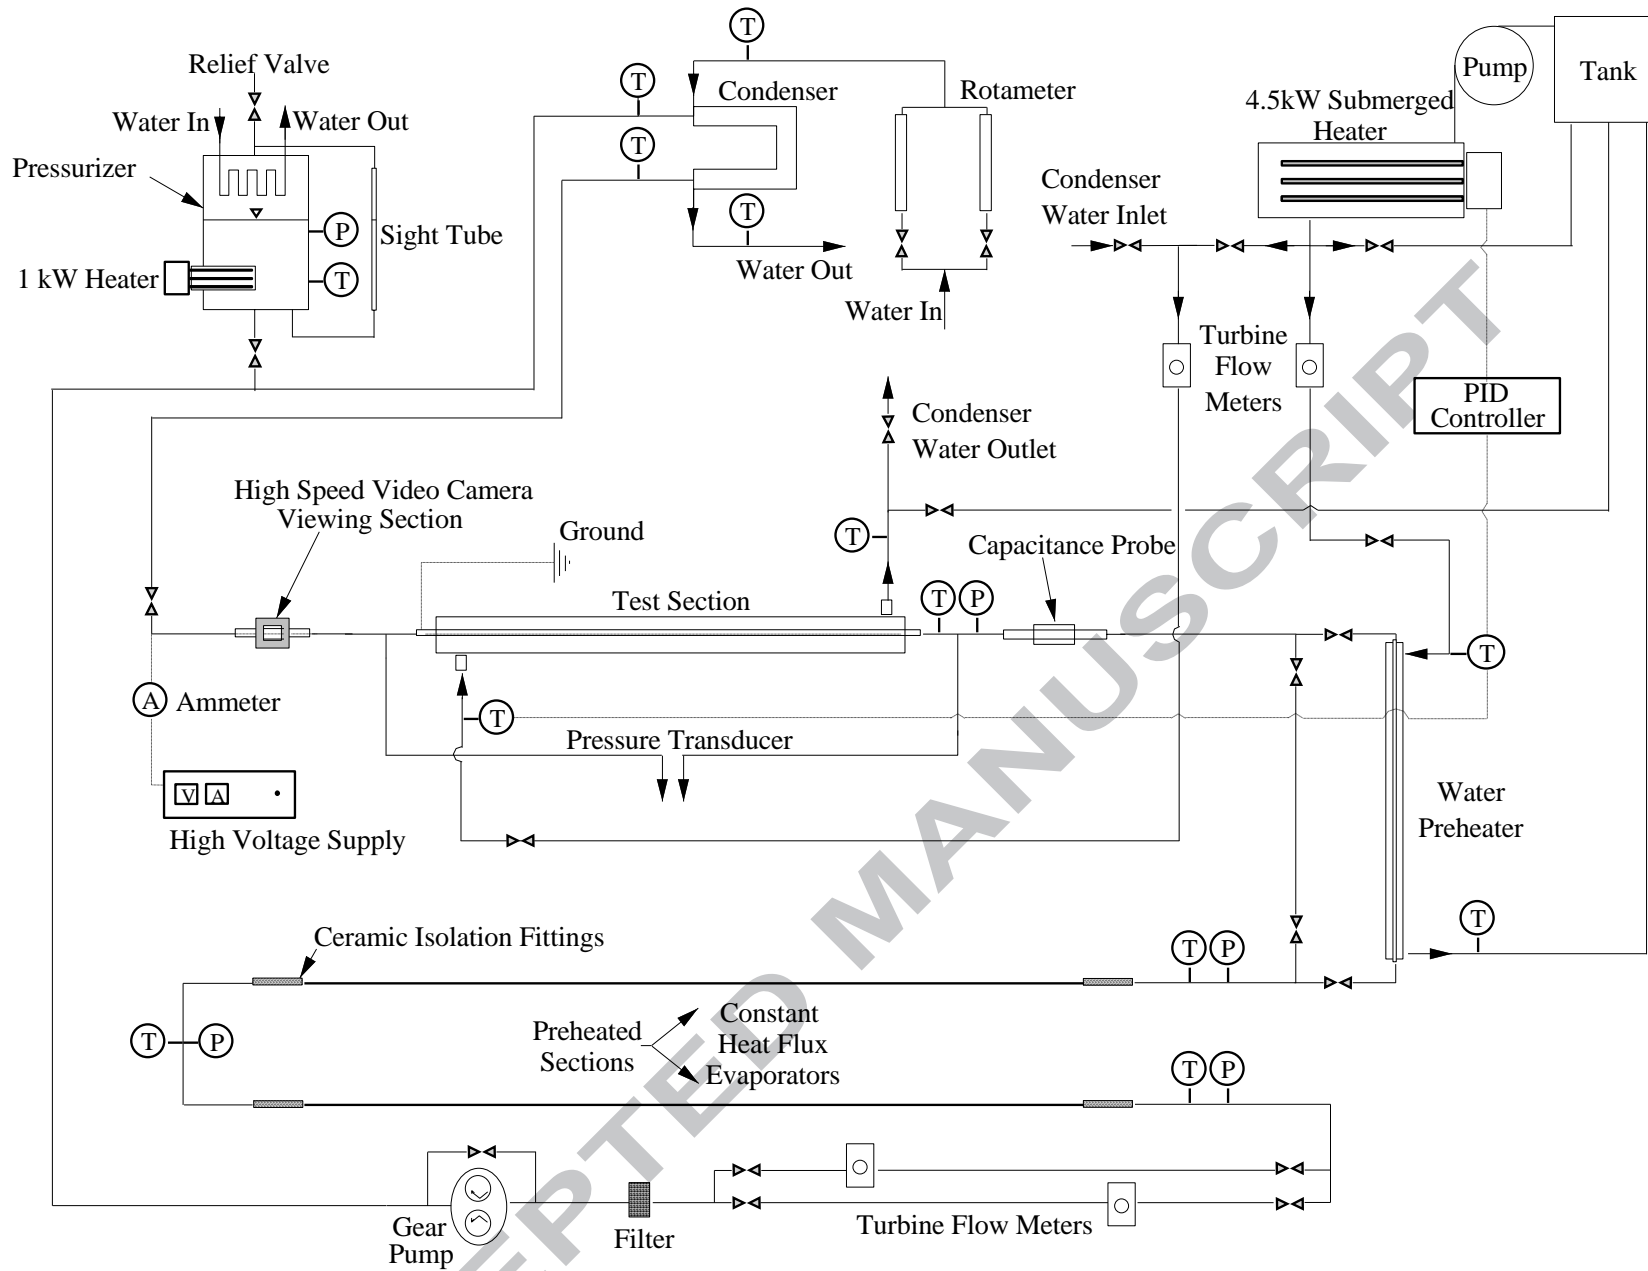 T
Relief Valve
T
Condenser
Rotameter
Pump
Tank
4.5kW Submerged
Heater
Water In
Water Out
T
Pressurizer
Condenser
Water Inlet
T
P
Sight Tube
Water Out
1 kW Heater
T
Water In
Turbine
Flow
Meters
PID
Controller
Condenser
Water Outlet
High Speed Video Camera
Viewing Section
Ground
T
Capacitance Probe
Test Section
T
P
T
A
Ammeter
T
Pressure Transducer
V
A
High Voltage Supply
Water
Preheater
Ceramic Isolation Fittings
T
P
T
T
P
Preheated
Sections
Constant
Heat Flux
Evaporators
T
P
Gear
Pump
Filter
Turbine Flow Meters
EPTED MANUSCRIPT